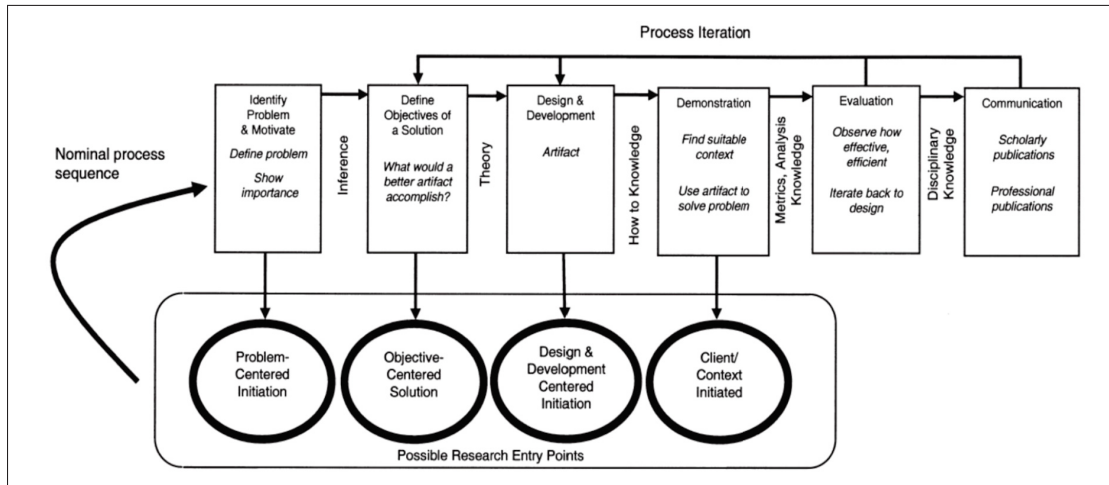 Process Iteration
Nominal process
sequence
Identify
Problem
& Motivate
Define problem
Show
importance
Inference
Define
Objectives of
a Solution
What would a
better artifact
accomplish?
Theory
Design &
Development
Artifact
How to Knowledge
Demonstration
Find suitable
context
Use artifact to
solve problem
Metrics, Analysis
Knowledge
Evaluation
Observe how
effective,
efficient
Iterate back to
design
Disciplinary
Knowledge
Communication
Scholarly
publications
Professional
publications
Problem-
Centered
Initiation
Objective-
Centered
Solution
Design &
Development
Centered
Initiation
Client/
Context
Initiated
Possible Research Entry Points